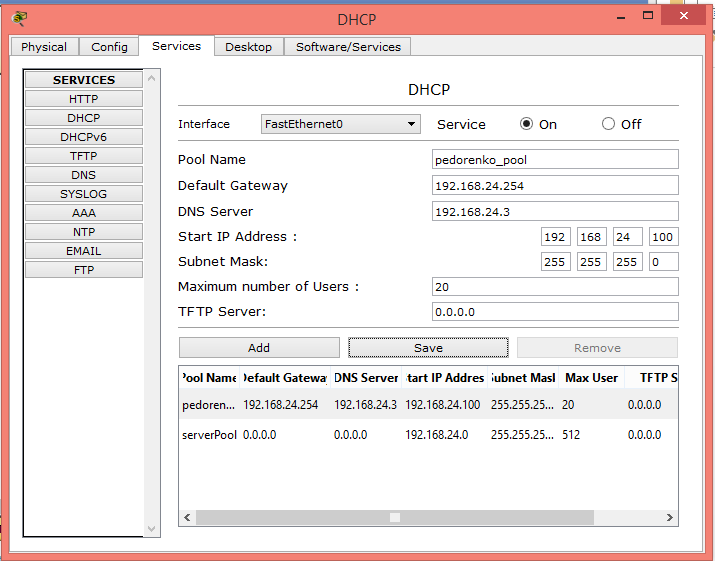 DHCP
Physical Config Services Desktop Software/Services
SERVICES
HTTP
DHCP
DHCPv6
TFTP
DNS
SYSLOG
AAA
NTP
EMAIL
FTP
DHCP
Interface FastEthernet0 Service On Off
Pool Name pedorenko_pool
Default Gateway 192.168.24.254
DNS Server 192.168.24.3
Start IP Address : 192 168 24 100
Subnet Mask: 255 255 255 0
Maximum number of Users : 20
TFTP Server: 0.0.0.0
Add Save Remove
Pool Name Default Gateway DNS Server Start IP Addres Subnet Mask Max User TFTP S
pedoren... 192.168.24.254 192.168.24.3 192.168.24.100 255.255.25... 20 0.0.0.0
serverPool 0.0.0.0 0.0.0.0 192.168.24.0 255.255.25... 512 0.0.0.0